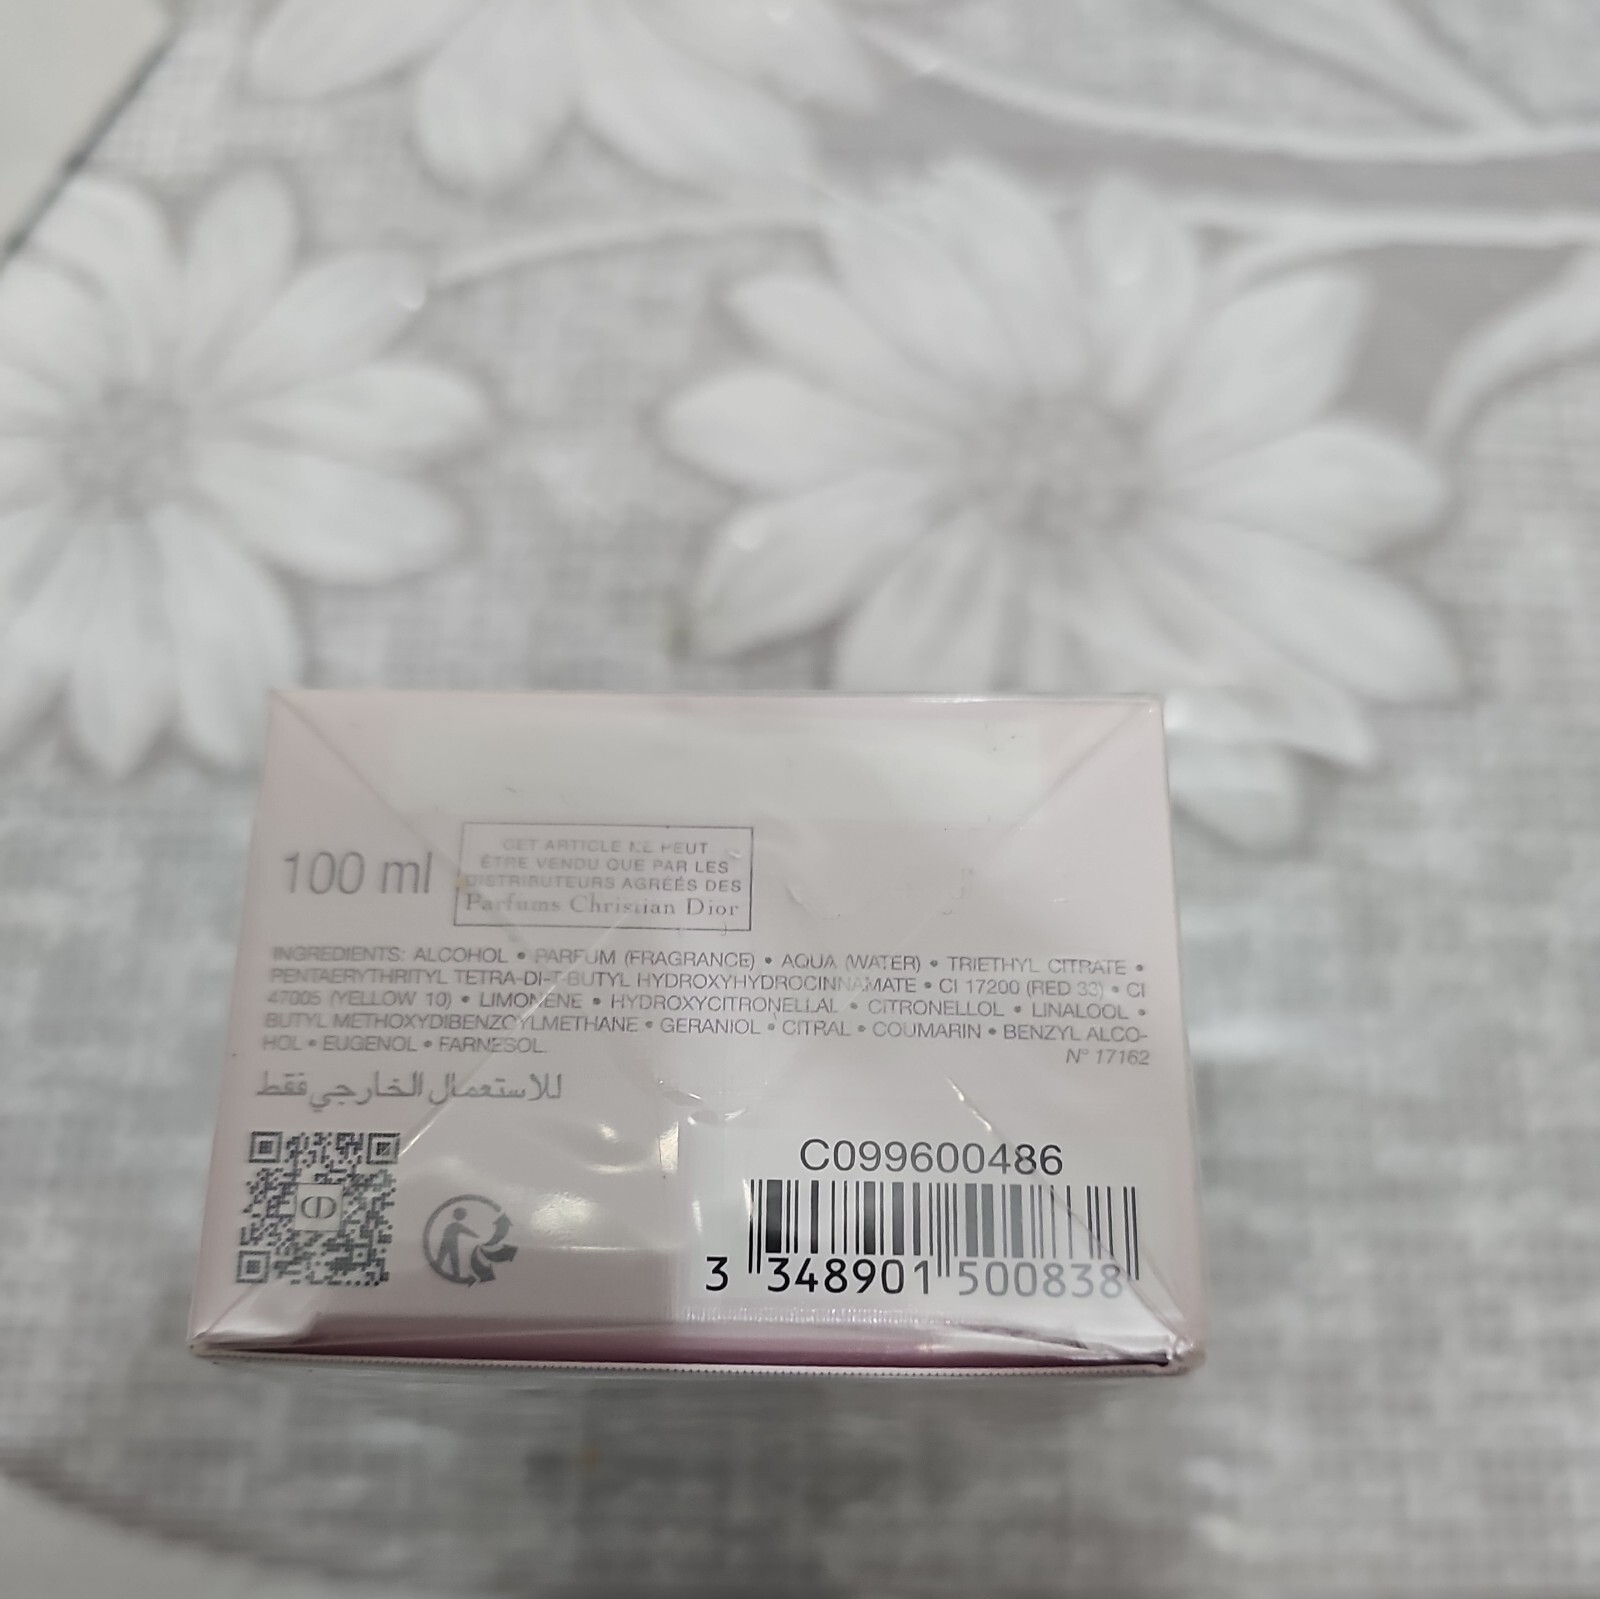 100 ml
CET ARTICLE NE PEUT
ÊTRE VENDU QUE PAR LES
DISTRIBUTEURS AGRÉÉS DES
Parfums Christian Dior
INGREDIENTS: ALCOHOL • PARFUM (FRAGRANCE) • AQUA (WATER) • TRIETHYL CITRATE •
PENTAERYTHRITYL TETRA-DI-T-BUTYL HYDROXYHYDROCINNAMATE • CI 17200 (RED 33) • CI
47005 (YELLOW 10) • LIMONENE • HYDROXYCITRONELLAL • CITRONELLOL • LINALOOL •
BUTYL METHOXYDIBENZOYLMETHANE • GERANIOL • CITRAL • COUMARIN • BENZYL ALCO-
HOL • EUGENOL • FARNESOL.
N° 17162
للاستعمال الخارجي فقط
C099600486
3 348901 500838